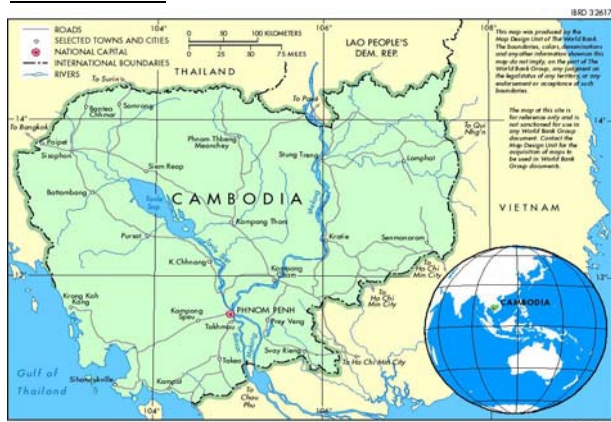 IBRD 32617
104°
106°
ROADS
SELECTED TOWNS AND CITIES
NATIONAL CAPITAL
INTERNATIONAL BOUNDARIES
RIVERS
0 50 100 KILOMETERS
0 25 50 75 MILES
This map was produced by the
Map Design Unit of The World Bank.
The boundaries, colors, denominations
and any other information shown on this
map do not imply, on the part of The
World Bank Group, any judgment on
the legal status of any territory, or any
endorsement or acceptance of such
boundaries.
The map at this site is
for reference only and is
not sanctioned for use in
any World Bank Group
document. Contact the
Map Design Unit for the
acquisition of maps to
be used in World Bank
Group documents.
LAO PEOPLE'S
DEM. REP.
THAILAND
VIETNAM
CAMBODIA
To Surin
To Paksé
To Bangkok
To Qui
Nhg'n
14°
14°
Banteay
Chhmar
Samrong
Poipet
Sisophon
Phnom Thbeng
Meanchey
Stung Treng
Lomphat
Siem Reap
Battambang
Tonle
Sap
Mekong
Kompong Thom
Pursat
Kratie
Senmonorom
K.Chhnang
Kompong
Cham
12°
12°
Krong Koh
Kong
Kompong
Speu
PHNOM PENH
Takhmau
Prey Veng
Svay Rieng
Takeo
Kampot
Sihanoukville
Gulf of
Thailand
To
Ho Chi
Minh City
To
Ho Chi
Minh City
To Ho Chi Minh City
To
Chau
Phu
104°
106°
CAMBODIA